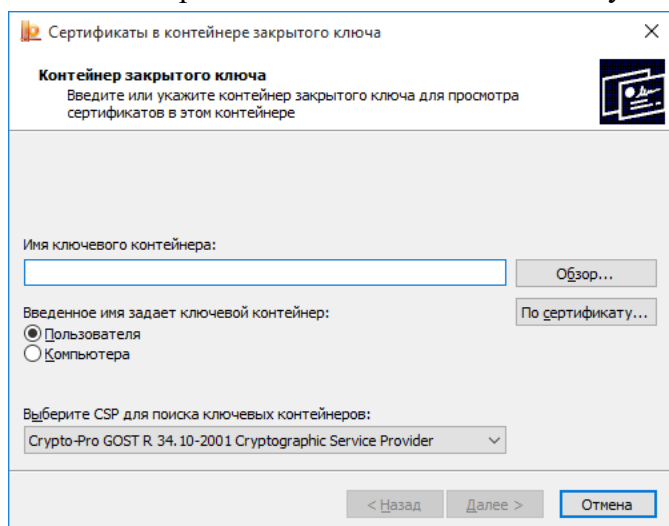 Сертификаты в контейнере закрытого ключа
Контейнер закрытого ключа
Введите или укажите контейнер закрытого ключа для просмотра
сертификатов в этом контейнере
Имя ключевого контейнера:
Обзор...
Введенное имя задает ключевой контейнер:
По сертификату...
Пользователя
Компьютера
Выберите CSP для поиска ключевых контейнеров:
Crypto-Pro GOST R 34.10-2001 Cryptographic Service Provider
< Назад
Далее >
Отмена